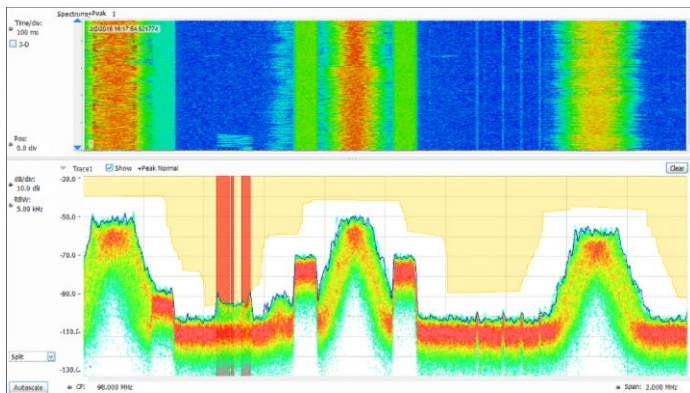 Spectrum+Peak 1
Time/div:
100 ms
3-D
Pos:
0.0 div
Trace1 Show +Peak Normal Clear
dB/div:
10.0 dB
RBW:
5.00 kHz
-50.0
-70.0
-90.0
-110.0
-130.0
Split
Autoscale
CF: 98.000 MHz Span: 2.000 MHz